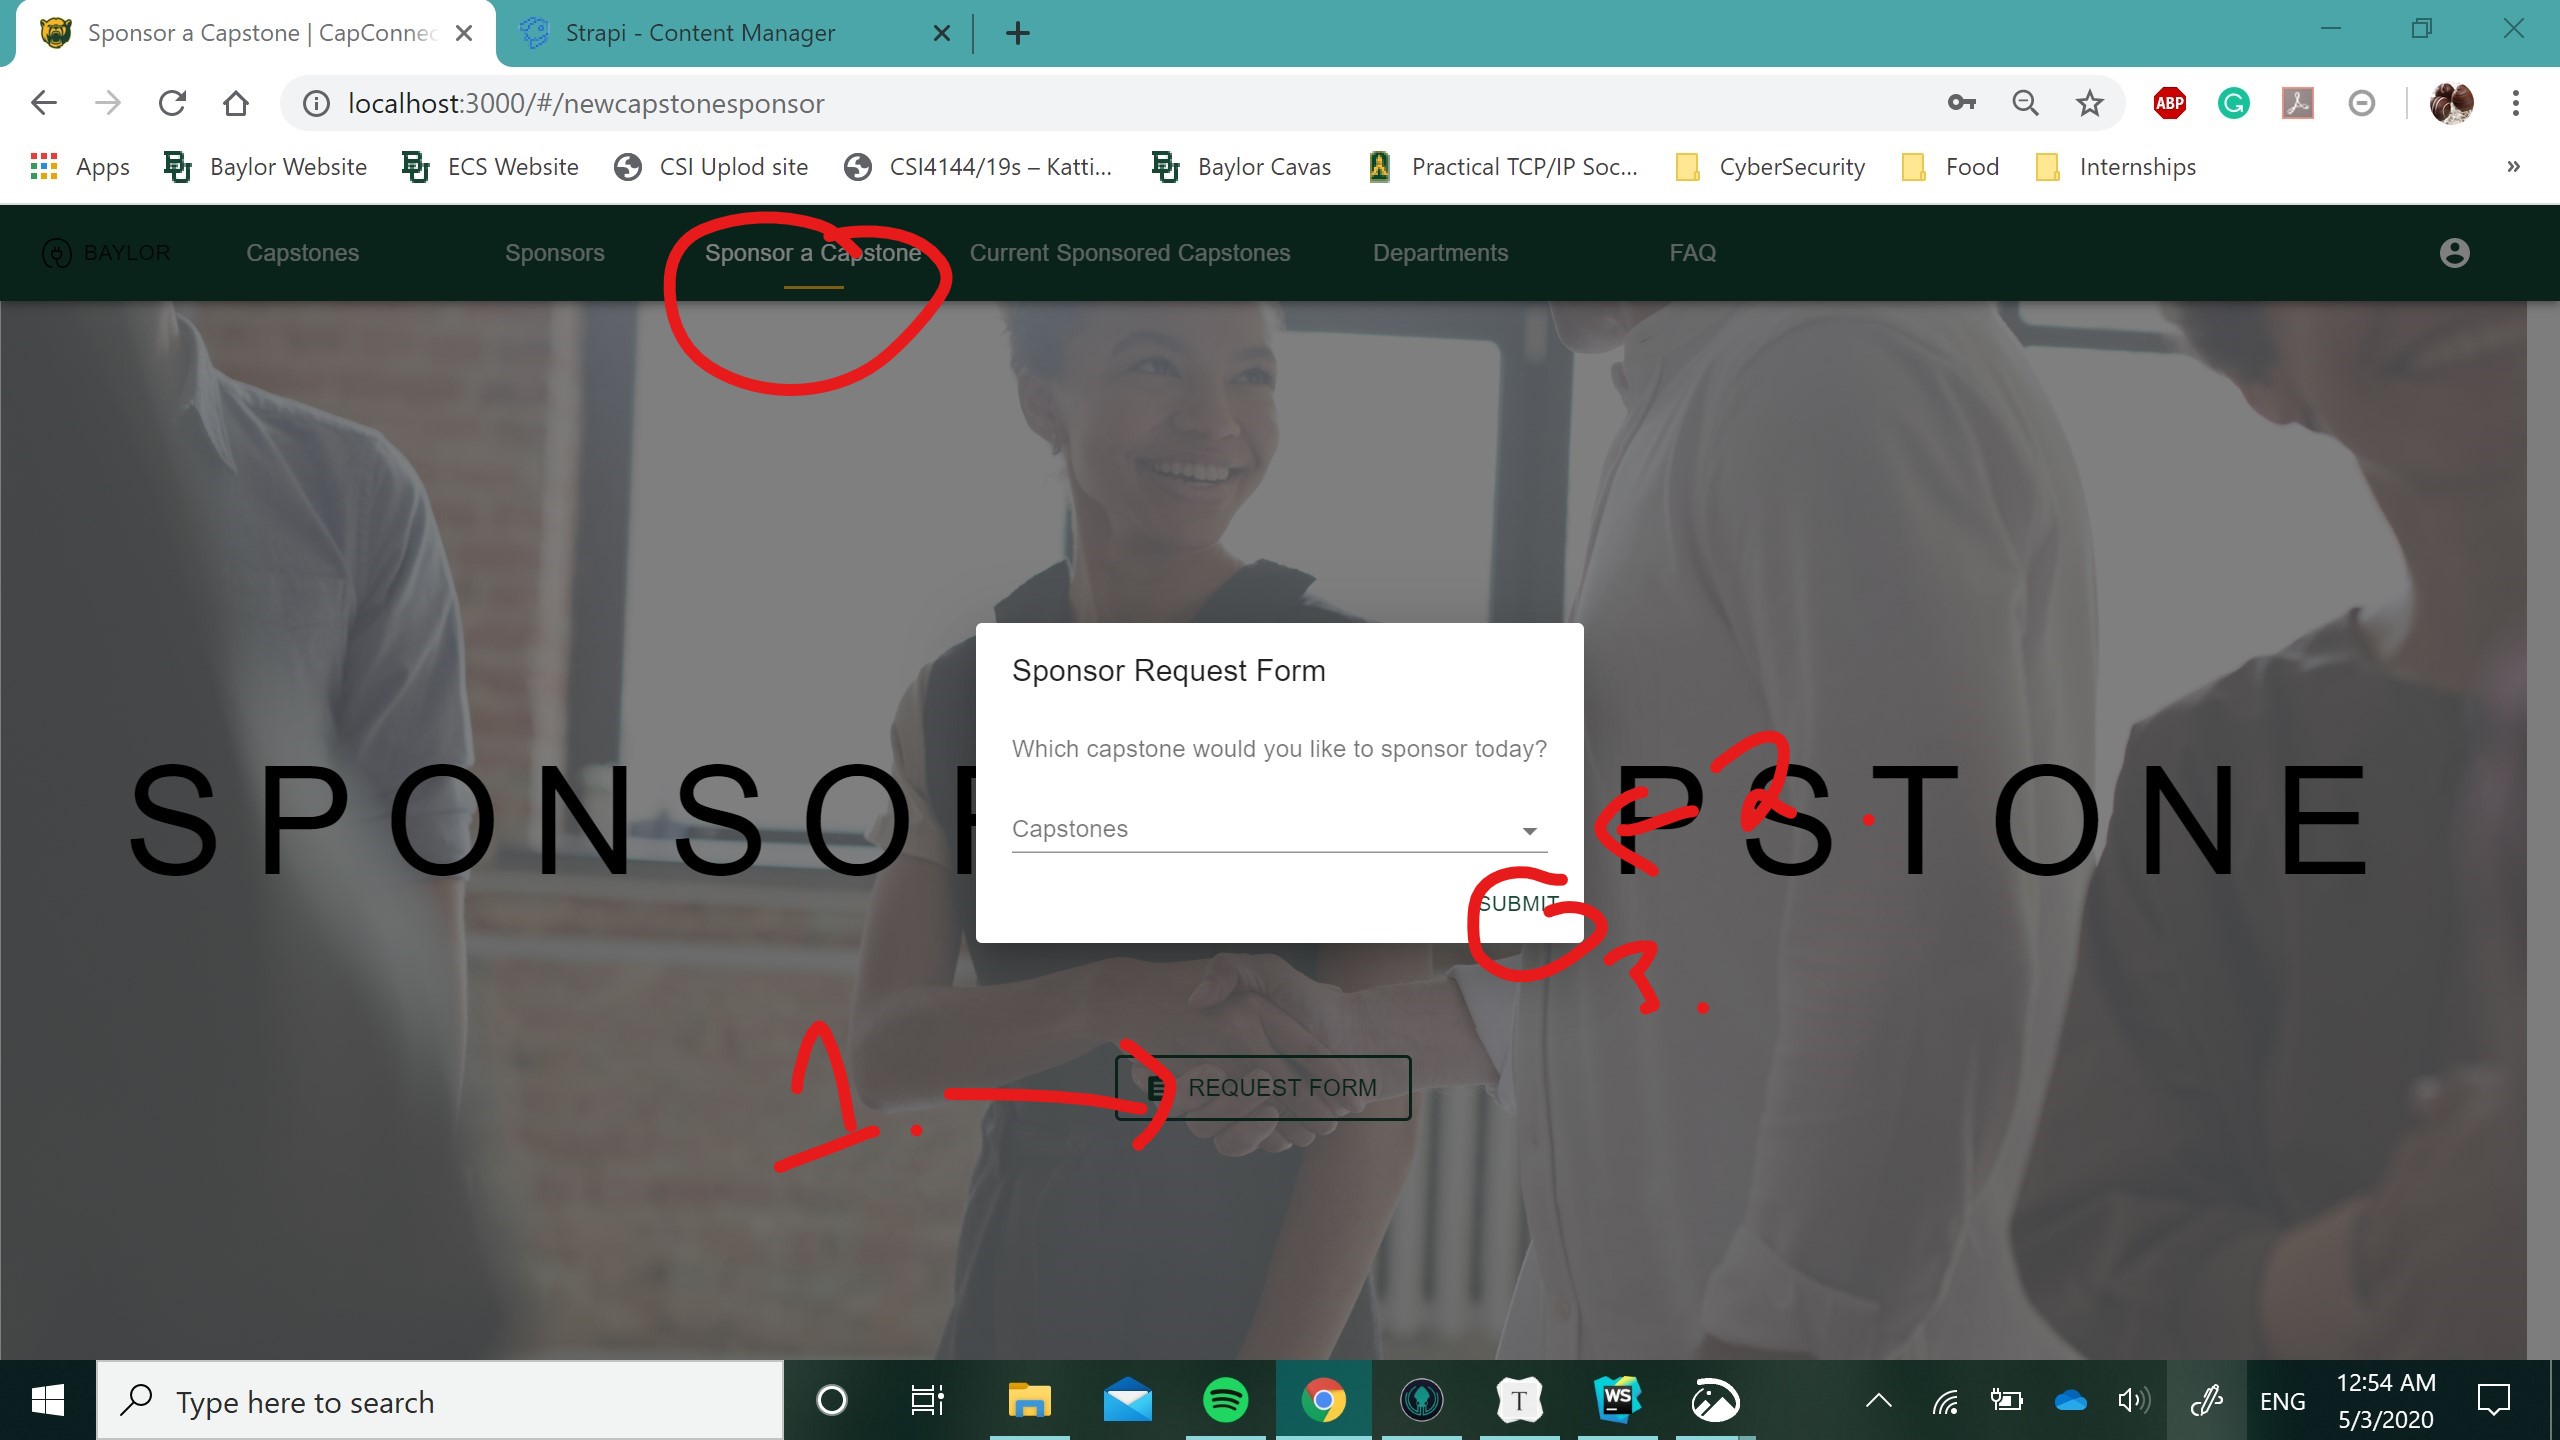 Sponsor a Capstone | CapConnec
Strapi - Content Manager
localhost:3000/#/newcapstonesponsor
ABP
Apps Baylor Website ECS Website CSI Uplod site CSI4144/19s – Katti... Baylor Cavas Practical TCP/IP Soc... CyberSecurity Food Internships »
BAYLOR Capstones Sponsors Sponsor a Capstone Current Sponsored Capstones Departments FAQ
Sponsor Request Form
Which capstone would you like to sponsor today?
2.
SPONSOR PSTONE
Capstones
SUBMIT
3.
1.
REQUEST FORM
Type here to search
T
WS
ENG
12:54 AM
5/3/2020